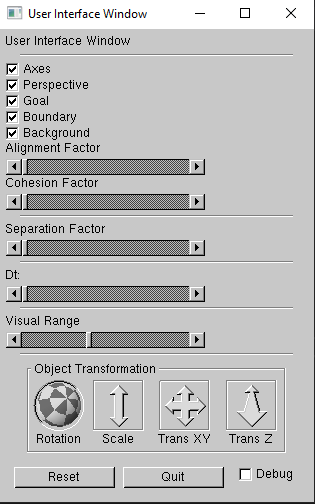 User Interface Window
User Interface Window
Axes
Perspective
Goal
Boundary
Background
Alignment Factor
Cohesion Factor
Separation Factor
Dt:
Visual Range
Object Transformation
Rotation Scale Trans XY Trans Z
Reset Quit Debug